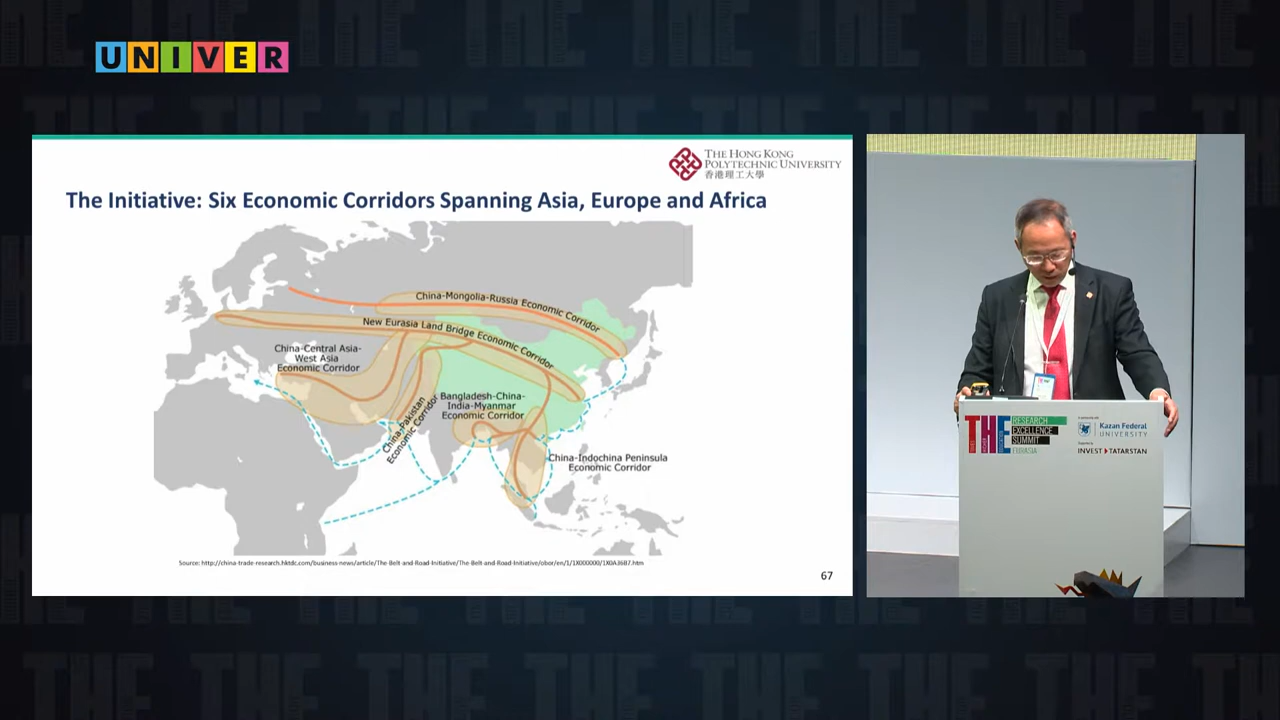 UNIVER
THE HONG KONG
POLYTECHNIC UNIVERSITY
香港理工大學
The Initiative: Six Economic Corridors Spanning Asia, Europe and Africa
China-Mongolia-Russia Economic Corridor
New Eurasia Land Bridge Economic Corridor
China-Central Asia-
West Asia
Economic Corridor
China-Pakistan
Economic Corridor
Bangladesh-China-
India-Myanmar
Economic Corridor
China-Indochina Peninsula
Economic Corridor
Source: http://china-trade-research.hktdc.com/business-news/article/The-Belt-and-Road-Initiative/The-Belt-and-Road-Initiative/obor/en/1/1X000000/1X0A36B7.htm
67
THE
RESEARCH
EXCELLENCE
SUMMIT
EURASIA
Kazan Federal
UNIVERSITY
INVEST TATARSTAN